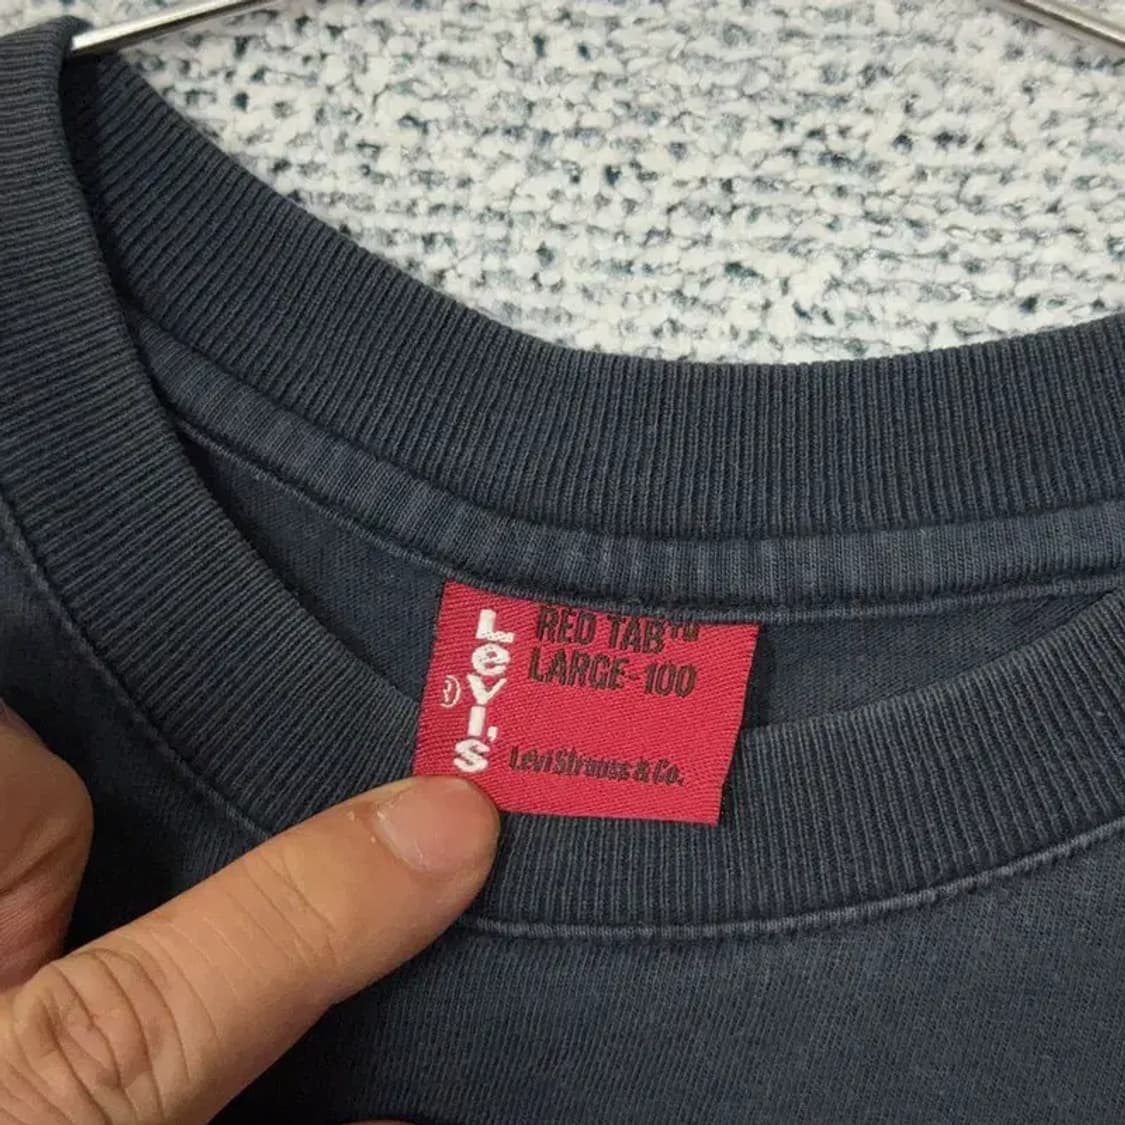 Levi's
®
RED TAB™
LARGE-100
Levi Strauss & Co.